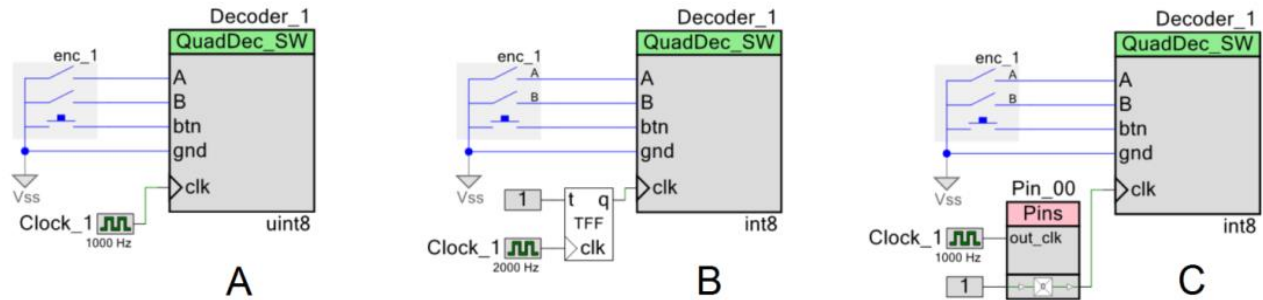 Decoder_1
QuadDec_SW
enc_1
A
B
btn
gnd
Vss
clk
Clock_1
1000 Hz
uint8
A
Decoder_1
QuadDec_SW
enc_1
A
A
B
B
btn
gnd
Vss
1
t q
TFF
clk
clk
Clock_1
2000 Hz
int8
B
Decoder_1
QuadDec_SW
enc_1
A
A
B
B
btn
gnd
Vss
clk
Pin_00
Pins
Clock_1
1000 Hz
out_clk
1
int8
C